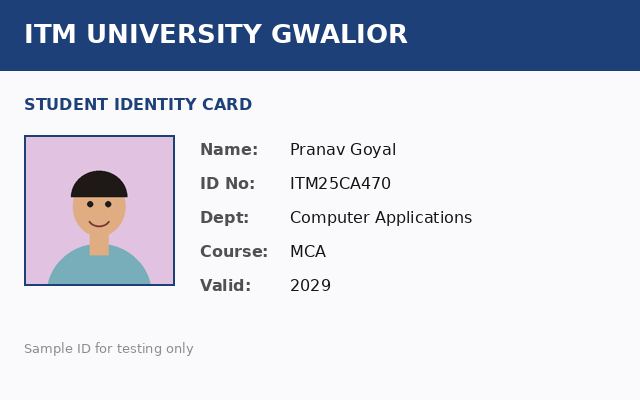 ITM UNIVERSITY GWALIOR
STUDENT IDENTITY CARD
Name: Pranav Goyal
ID No: ITM25CA470
Dept: Computer Applications
Course: MCA
Valid: 2029
Sample ID for testing only